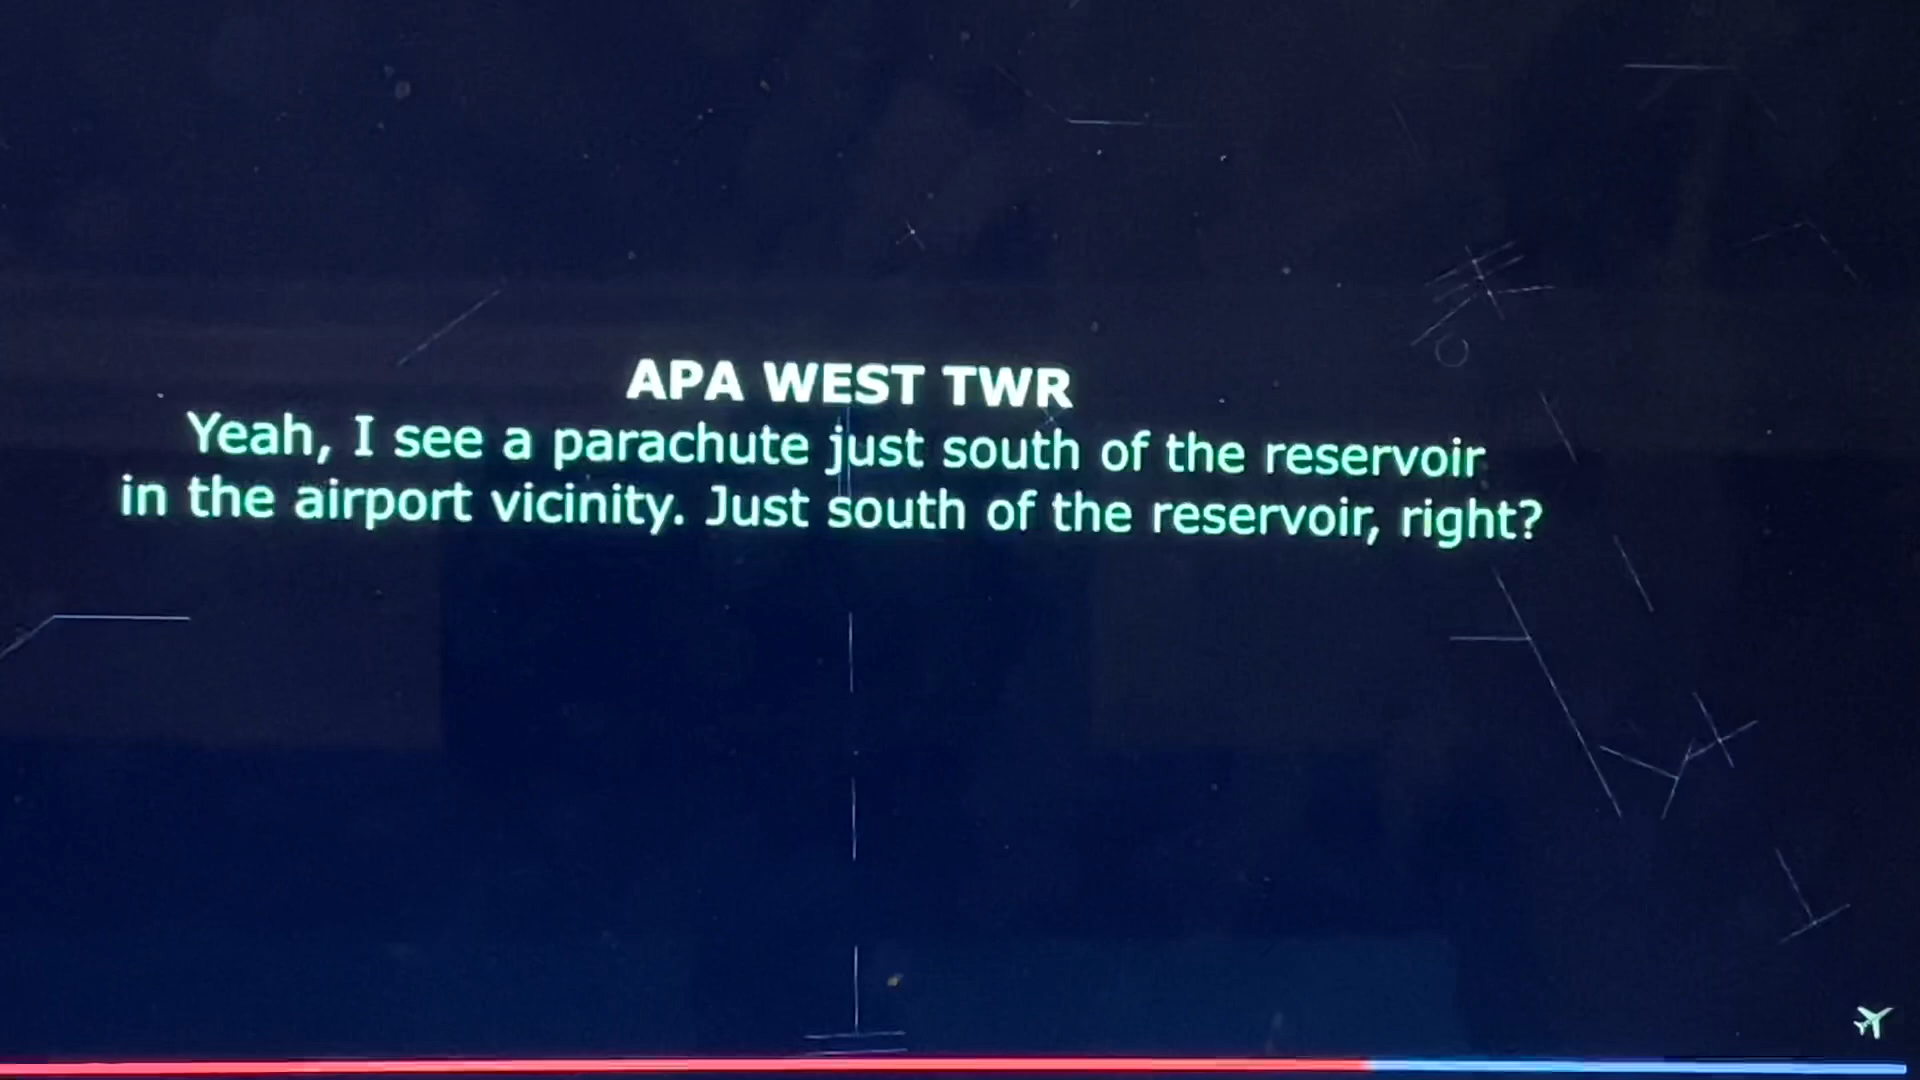 APA WEST TWR
Yeah, I see a parachute just south of the reservoir
in the airport vicinity. Just south of the reservoir, right?